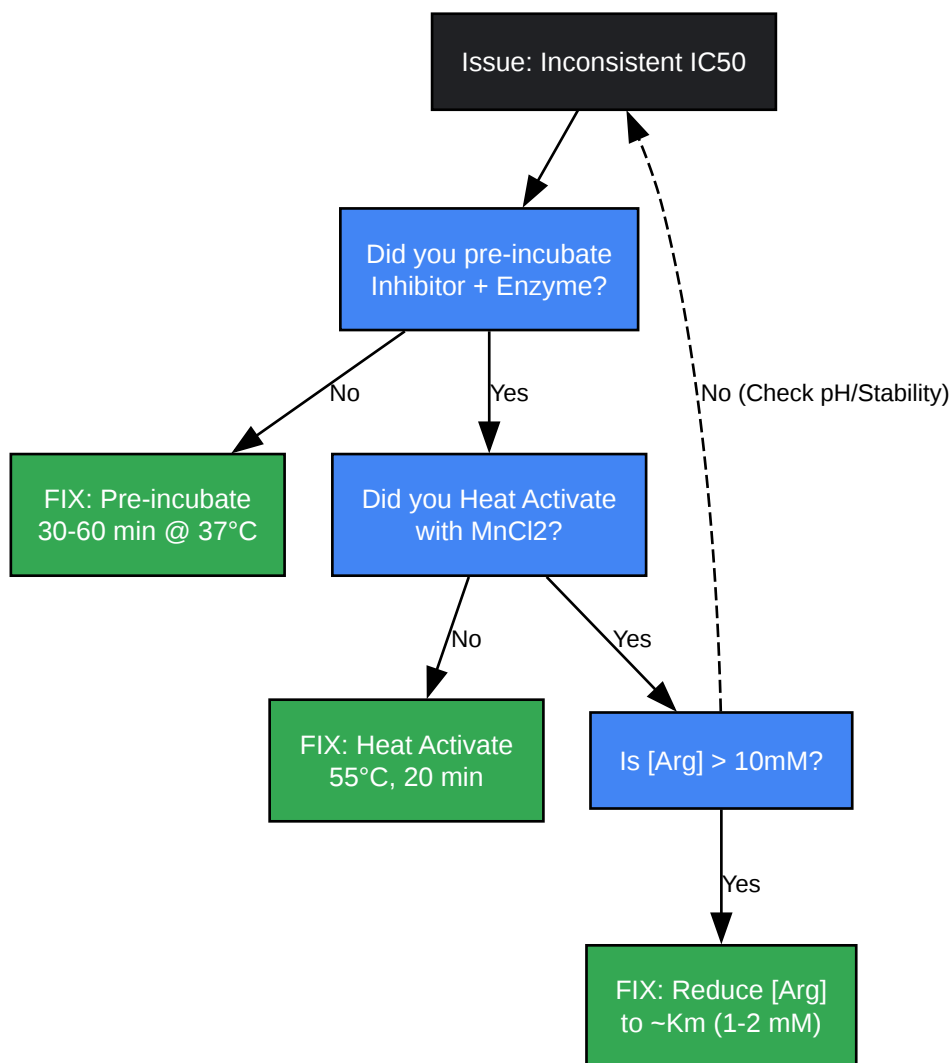 Issue: Inconsistent IC50
Did you pre-incubate
Inhibitor + Enzyme?
No
Yes
No (Check pH/Stability)
FIX: Pre-incubate
30-60 min @ 37°C
Did you Heat Activate
with MnCl2?
No
Yes
FIX: Heat Activate
55°C, 20 min
Is [Arg] > 10mM?
Yes
FIX: Reduce [Arg]
to ~Km (1-2 mM)